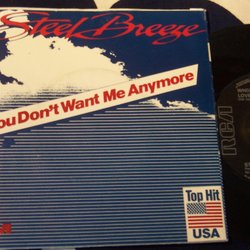 Steel Breeze
You Don't Want Me Anymore
Top Hit
USA
RCA